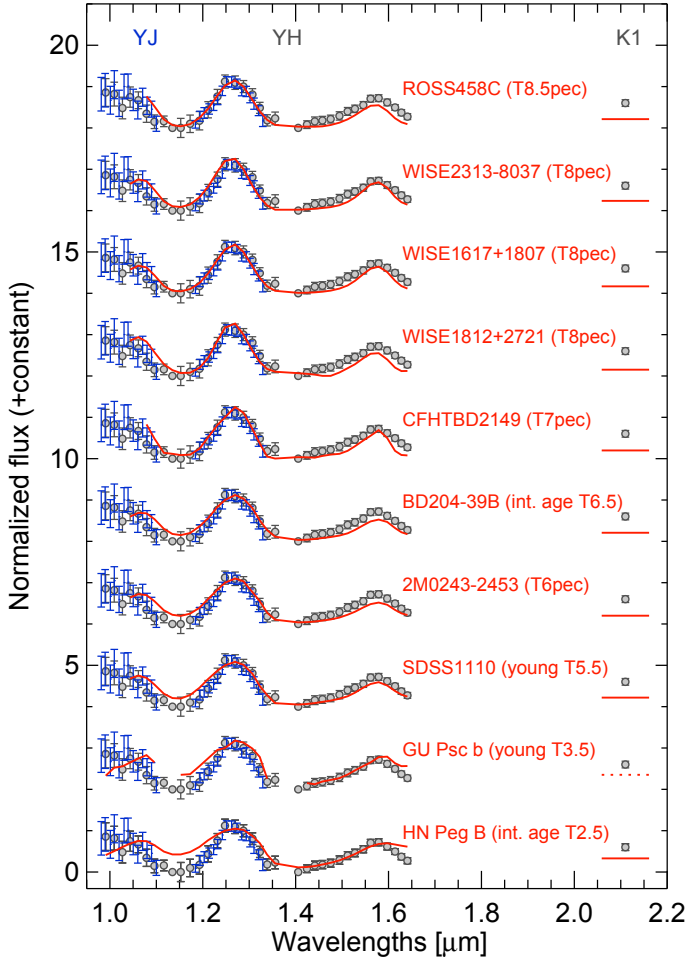 YJ YH K1
20
ROSS458C (T8.5pec)
WISE2313-8037 (T8pec)
15
WISE1617+1807 (T8pec)
WISE1812+2721 (T8pec)
CFHTBD2149 (T7pec)
10
BD204-39B (int. age T6.5)
2M0243-2453 (T6pec)
5
SDSS1110 (young T5.5)
GU Psc b (young T3.5)
HN Peg B (int. age T2.5)
0
Normalized flux (+constant)
1.0 1.2 1.4 1.6 1.8 2.0 2.2
Wavelengths [μm]